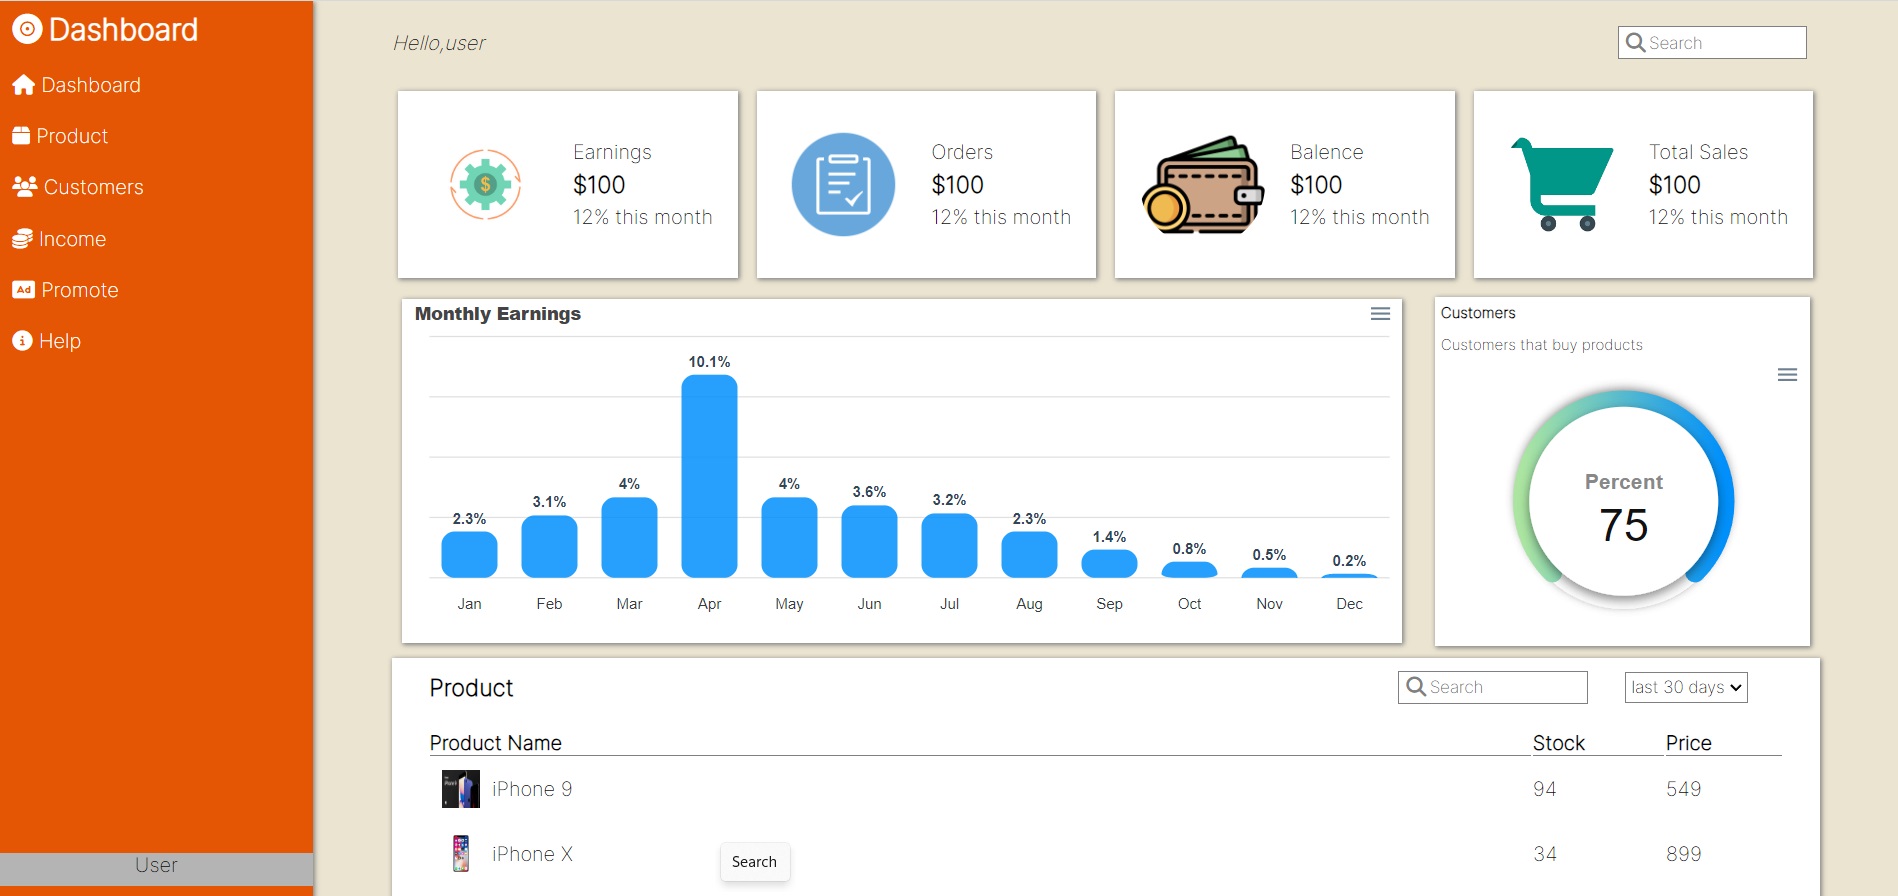 Dashboard
Dashboard
Product
Customers
Income
Ad Promote
Help
User
Hello,user
Search
Earnings
$100
12% this month
Orders
$100
12% this month
Balence
$100
12% this month
Total Sales
$100
12% this month
Monthly Earnings
10.1%
2.3% 3.1% 4% 4% 3.6% 3.2% 2.3% 1.4% 0.8% 0.5% 0.2%
Jan Feb Mar Apr May Jun Jul Aug Sep Oct Nov Dec
Customers
Customers that buy products
Percent
75
Product
Search
last 30 days
Product Name Stock Price
iPhone 9 94 549
iPhone X 34 899
Search